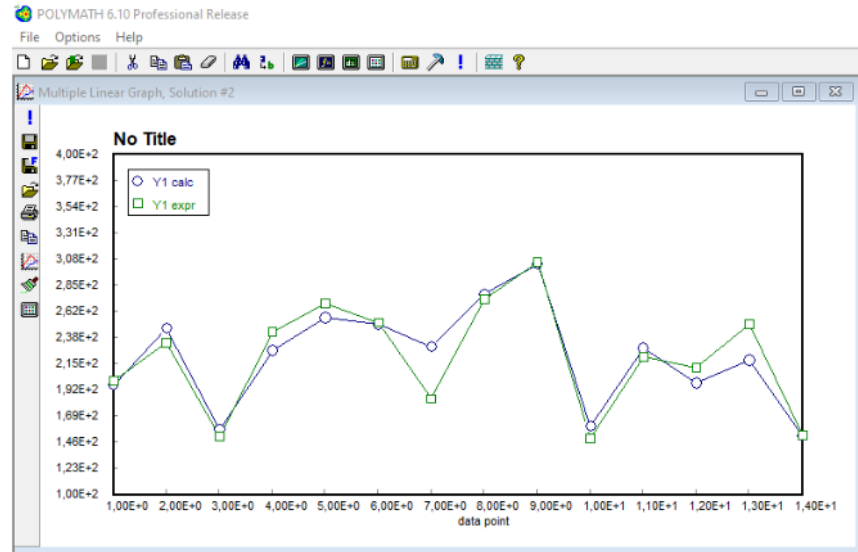 POLYMATH 6.10 Professional Release
File Options Help
Multiple Linear Graph, Solution #2
No Title
4,00E+2
3,77E+2
3,54E+2
3,31E+2
3,08E+2
2,85E+2
2,62E+2
2,38E+2
2,15E+2
1,92E+2
1,69E+2
1,46E+2
1,23E+2
1,00E+2
Y1 calc
Y1 expr
1,00E+0 2,00E+0 3,00E+0 4,00E+0 5,00E+0 6,00E+0 7,00E+0 8,00E+0 9,00E+0 1,00E+1 1,10E+1 1,20E+1 1,30E+1 1,40E+1
data point